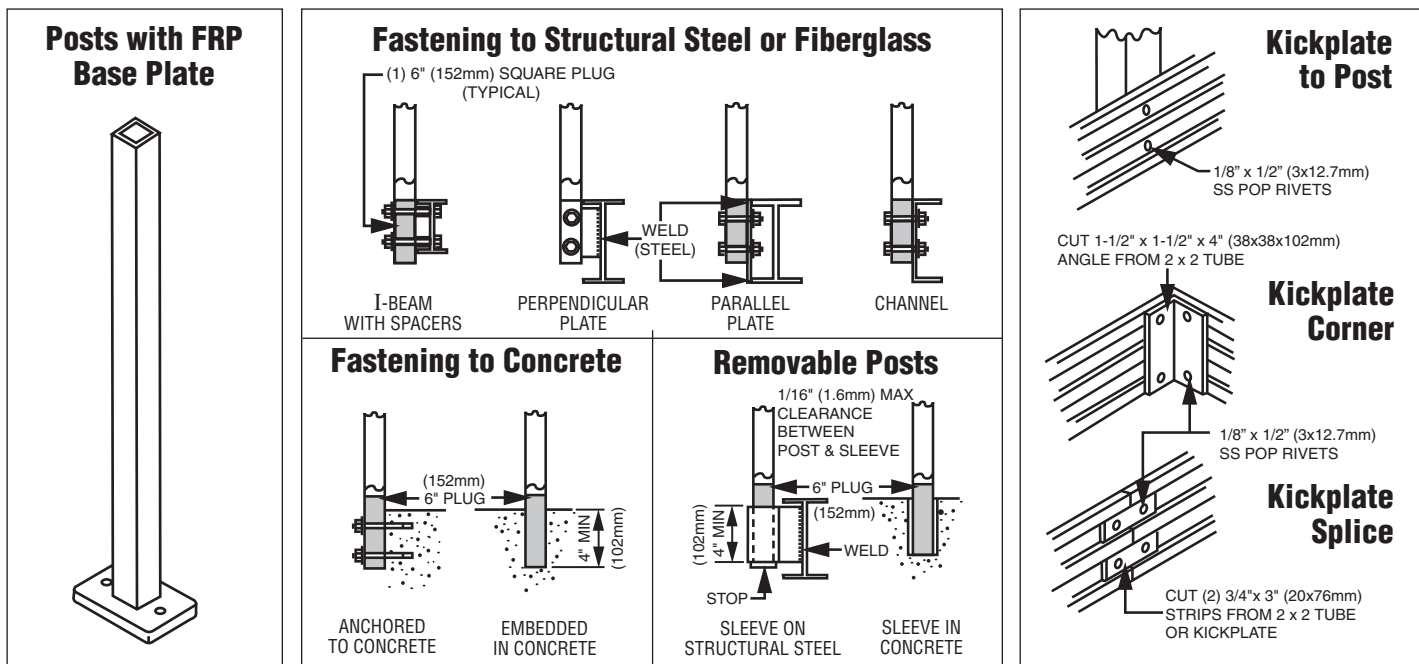 Posts with FRP
Base Plate
Fastening to Structural Steel or Fiberglass
(1) 6" (152mm) SQUARE PLUG
(TYPICAL)
WELD
(STEEL)
I-BEAM
WITH SPACERS
PERPENDICULAR
PLATE
PARALLEL
PLATE
CHANNEL
Fastening to Concrete
(152mm)
6" PLUG
4" MIN
(102mm)
ANCHORED
TO CONCRETE
EMBEDDED
IN CONCRETE
Removable Posts
1/16" (1.6mm) MAX
CLEARANCE
BETWEEN
POST & SLEEVE
6" PLUG
(152mm)
(102mm)
4" MIN
WELD
STOP
SLEEVE ON
STRUCTURAL STEEL
SLEEVE IN
CONCRETE
Kickplate
to Post
1/8” x 1/2” (3x12.7mm)
SS POP RIVETS
CUT 1-1/2" x 1-1/2" x 4" (38x38x102mm)
ANGLE FROM 2 x 2 TUBE
Kickplate
Corner
1/8” x 1/2” (3x12.7mm)
SS POP RIVETS
Kickplate
Splice
CUT (2) 3/4"x 3" (20x76mm)
STRIPS FROM 2 x 2 TUBE
OR KICKPLATE